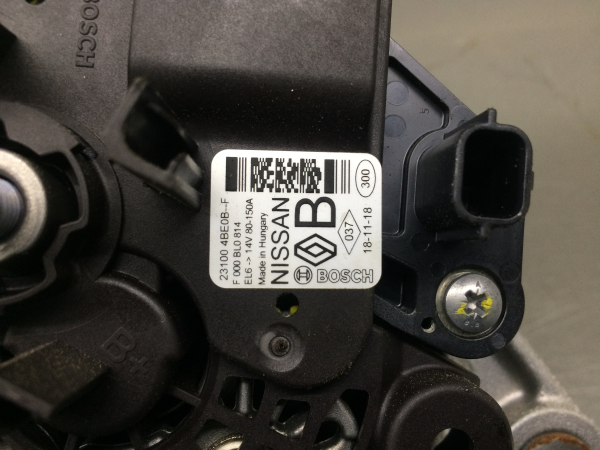 BOSCH
23100 4BE0B--F
F 000 BL0 814
EL6 -> 14V 80-150A
Made in Hungary
NISSAN
BOSCH
B
037
300
18-11-18
B+
5